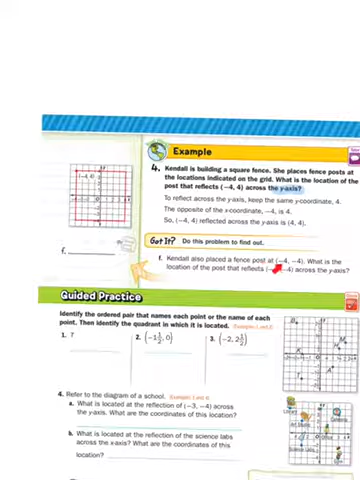 Example
4. Kendall is building a square fence. She places fence posts at
the locations indicated on the grid. What is the location of the
post that reflects (−4, 4) across the y-axis?
To reflect across the y-axis, keep the same y-coordinate, 4.
The opposite of the x-coordinate, −4, is 4.
So, (−4, 4) reflected across the y-axis is (4, 4).
(−4, 4)
f.
Got It? Do this problem to find out.
f. Kendall also placed a fence post at (−4, −4). What is the
location of the post that reflects −4) across the y-axis?
Guided Practice
Identify the ordered pair that names each point or the name of each
point. Then identify the quadrant in which it is located.
1. T
2. (−1 1/2, 0)
3. (−2, 2 1/2)
4. Refer to the diagram of a school.
a. What is located at the reflection of (−3, −4) across
the y-axis. What are the coordinates of this location?
b. What is located at the reflection of the science labs
across the x-axis? What are the coordinates of this
location?
Library
Science Labs